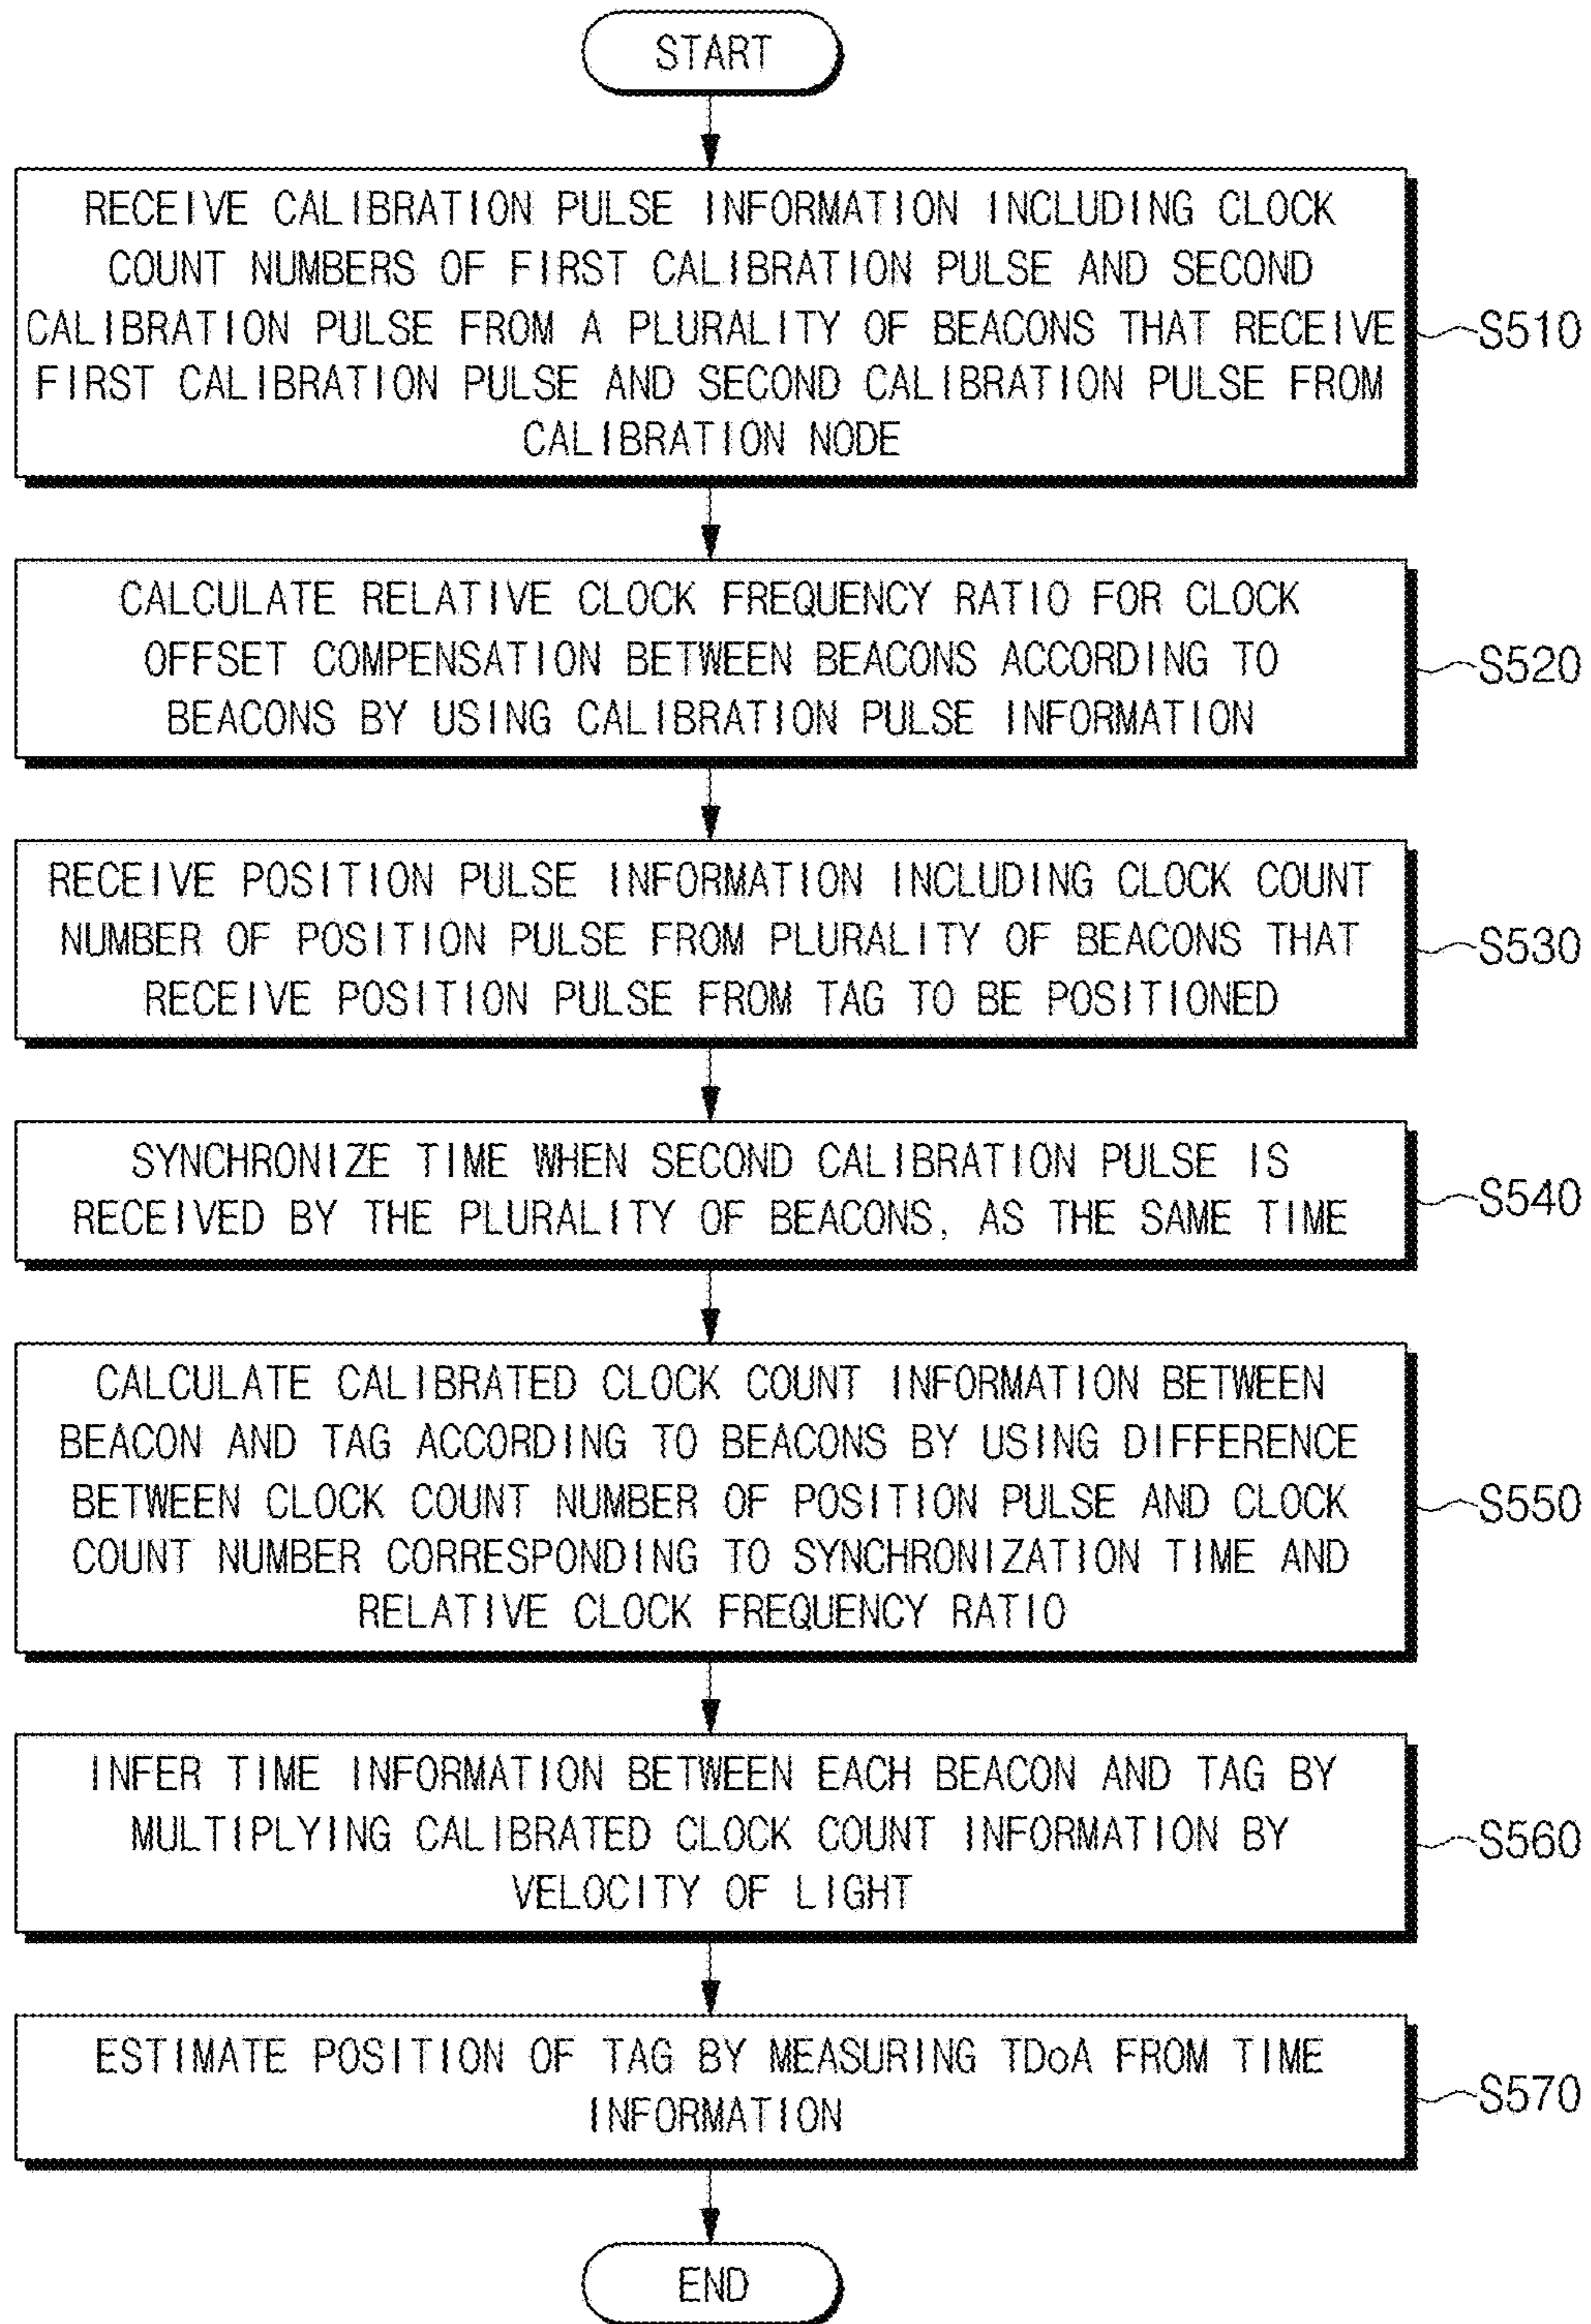 START
RECEIVE CALIBRATION PULSE INFORMATION INCLUDING CLOCK
COUNT NUMBERS OF FIRST CALIBRATION PULSE AND SECOND
CALIBRATION PULSE FROM A PLURALITY OF BEACONS THAT RECEIVE
FIRST CALIBRATION PULSE AND SECOND CALIBRATION PULSE FROM
CALIBRATION NODE
S510
CALCULATE RELATIVE CLOCK FREQUENCY RATIO FOR CLOCK
OFFSET COMPENSATION BETWEEN BEACONS ACCORDING TO
BEACONS BY USING CALIBRATION PULSE INFORMATION
S520
RECEIVE POSITION PULSE INFORMATION INCLUDING CLOCK COUNT
NUMBER OF POSITION PULSE FROM PLURALITY OF BEACONS THAT
RECEIVE POSITION PULSE FROM TAG TO BE POSITIONED
S530
SYNCHRONIZE TIME WHEN SECOND CALIBRATION PULSE IS
RECEIVED BY THE PLURALITY OF BEACONS, AS THE SAME TIME
S540
CALCULATE CALIBRATED CLOCK COUNT INFORMATION BETWEEN
BEACON AND TAG ACCORDING TO BEACONS BY USING DIFFERENCE
BETWEEN CLOCK COUNT NUMBER OF POSITION PULSE AND CLOCK
COUNT NUMBER CORRESPONDING TO SYNCHRONIZATION TIME AND
RELATIVE CLOCK FREQUENCY RATIO
S550
INFER TIME INFORMATION BETWEEN EACH BEACON AND TAG BY
MULTIPLYING CALIBRATED CLOCK COUNT INFORMATION BY
VELOCITY OF LIGHT
S560
ESTIMATE POSITION OF TAG BY MEASURING TDoA FROM TIME
INFORMATION
S570
END